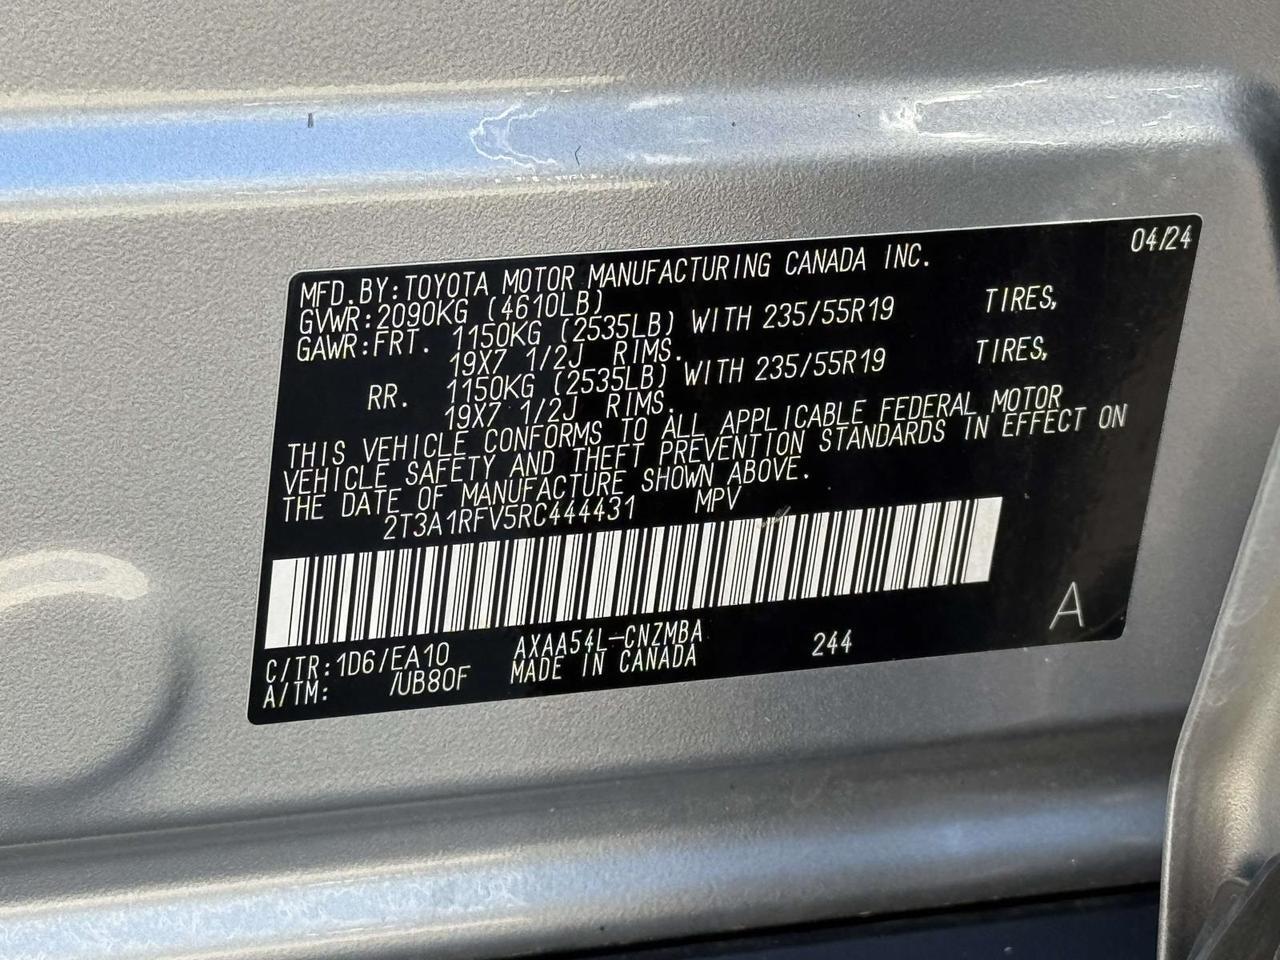 04/24
MFD.BY:TOYOTA MOTOR MANUFACTURING CANADA INC.
GVWR:2090KG (4610LB)
GAWR:FRT. 1150KG (2535LB) WITH 235/55R19 TIRES,
19X7 1/2J RIMS.
RR. 1150KG (2535LB) WITH 235/55R19 TIRES,
19X7 1/2J RIMS.
THIS VEHICLE CONFORMS TO ALL APPLICABLE FEDERAL MOTOR
VEHICLE SAFETY AND THEFT PREVENTION STANDARDS IN EFFECT ON
THE DATE OF MANUFACTURE SHOWN ABOVE.
2T3A1RFV5RC444431 MPV
A
C/TR:1D6/EA10 AXAA54L-CNZMBA 244
A/TM: /UB80F MADE IN CANADA